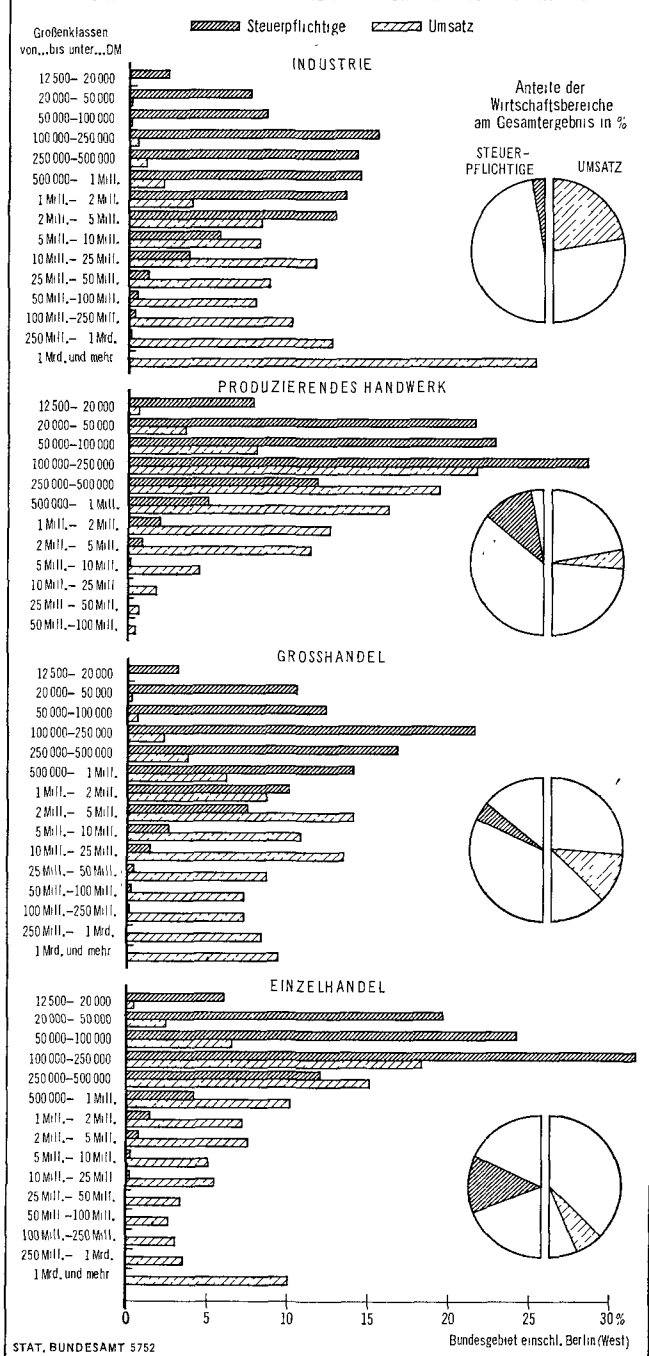 Steuerpflichtige Umsatz
Größenklassen
von...bis unter...DM
INDUSTRIE
12 500– 20 000
20 000– 50 000
50 000–100 000
100 000–250 000
250 000–500 000
500 000– 1 Mill.
1 Mill.– 2 Mill.
2 Mill.– 5 Mill.
5 Mill.– 10 Mill.
10 Mill.– 25 Mill.
25 Mill.– 50 Mill.
50 Mill.–100 Mill.
100 Mill.–250 Mill.
250 Mill.– 1 Mrd.
1 Mrd. und mehr
Anteile der
Wirtschaftsbereiche
am Gesamtergebnis in %
STEUER-
PFLICHTIGE
UMSATZ
PRODUZIERENDES HANDWERK
12 500– 20 000
20 000– 50 000
50 000–100 000
100 000–250 000
250 000–500 000
500 000– 1 Mill.
1 Mill.– 2 Mill.
2 Mill.– 5 Mill.
5 Mill.– 10 Mill.
10 Mill.– 25 Mill
25 Mill – 50 Mill.
50 Mill.–100 Mill.
GROSSHANDEL
12 500– 20 000
20 000– 50 000
50 000–100 000
100 000–250 000
250 000–500 000
500 000– 1 Mill.
1 Mill.– 2 Mill.
2 Mill.– 5 Mill.
5 Mill.– 10 Mill.
10 Mill.– 25 Mill.
25 Mill.– 50 Mill.
50 Mill.–100 Mill.
100 Mill.–250 Mill.
250 Mill.– 1 Mrd.
1 Mrd. und mehr
EINZELHANDEL
12 500– 20 000
20 000– 50 000
50 000–100 000
100 000–250 000
250 000–500 000
500 000– 1 Mill.
1 Mill.– 2 Mill.
2 Mill.– 5 Mill.
5 Mill.– 10 Mill.
10 Mill.– 25 Mill
25 Mill.– 50 Mill.
50 Mill –100 Mill.
100 Mill.–250 Mill.
250 Mill.– 1 Mrd.
1 Mrd. und mehr
0 5 10 15 20 25 30 %
STAT. BUNDESAMT 5752
Bundesgebiet einschl. Berlin (West)